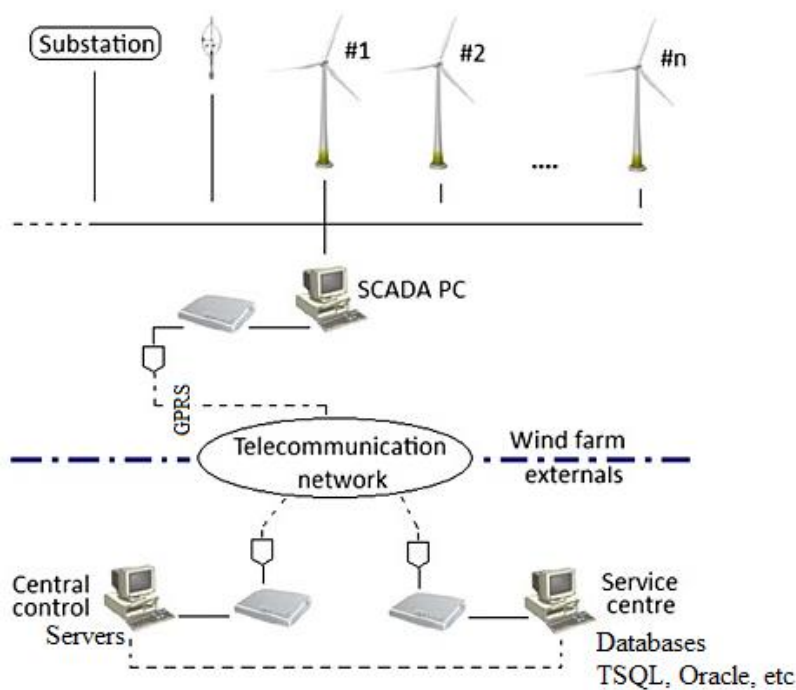 Substation
#1
#2
#n
....
SCADA PC
GPRS
Telecommunication
network
Wind farm
externals
Central
control
Servers
Service
centre
Databases
TSQL, Oracle, etc